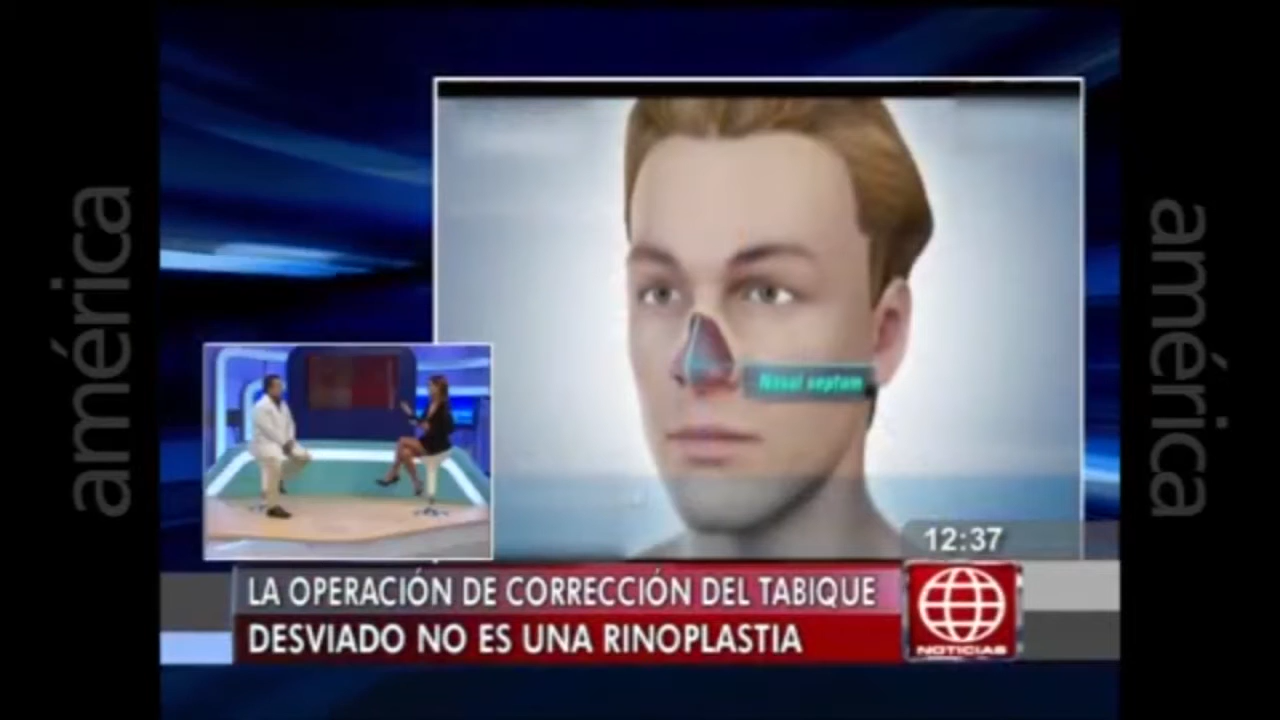 américa
Nasal septum
12:37
LA OPERACIÓN DE CORRECCIÓN DEL TABIQUE
DESVIADO NO ES UNA RINOPLASTIA
NOTICIAS
américa